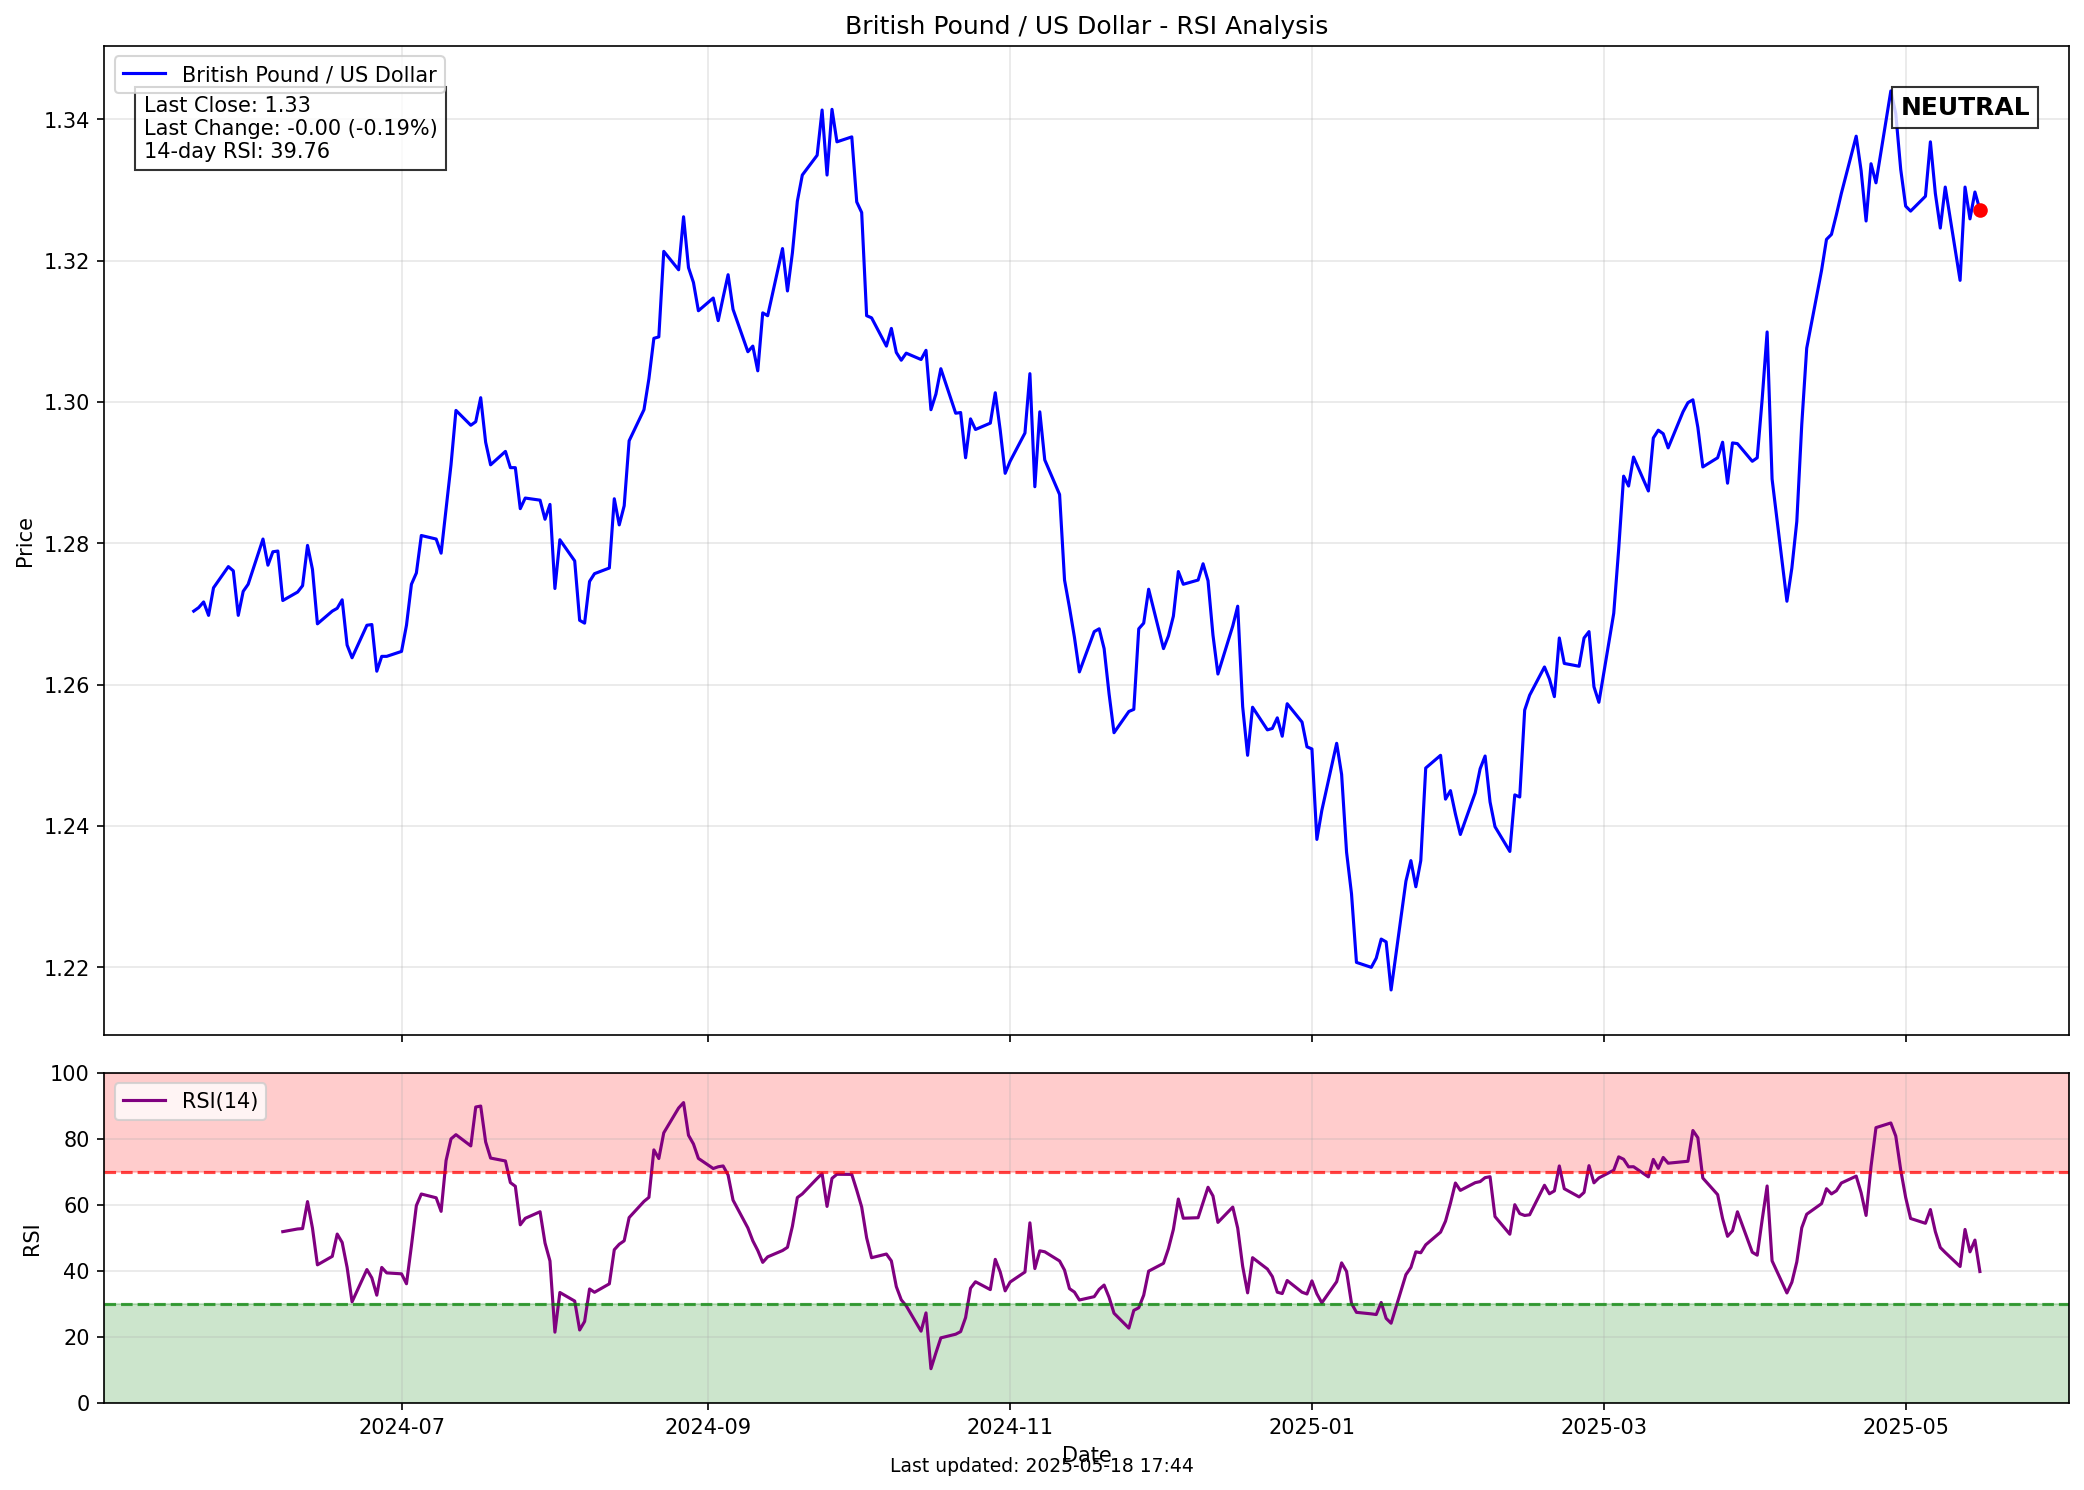 British Pound / US Dollar - RSI Analysis
British Pound / US Dollar
Last Close: 1.33
Last Change: -0.00 (-0.19%)
14-day RSI: 39.76
NEUTRAL
Price
1.34
1.32
1.30
1.28
1.26
1.24
1.22
RSI(14)
RSI
100
80
60
40
20
0
2024-07
2024-09
2024-11
2025-01
2025-03
2025-05
Date
Last updated: 2025-05-18 17:44